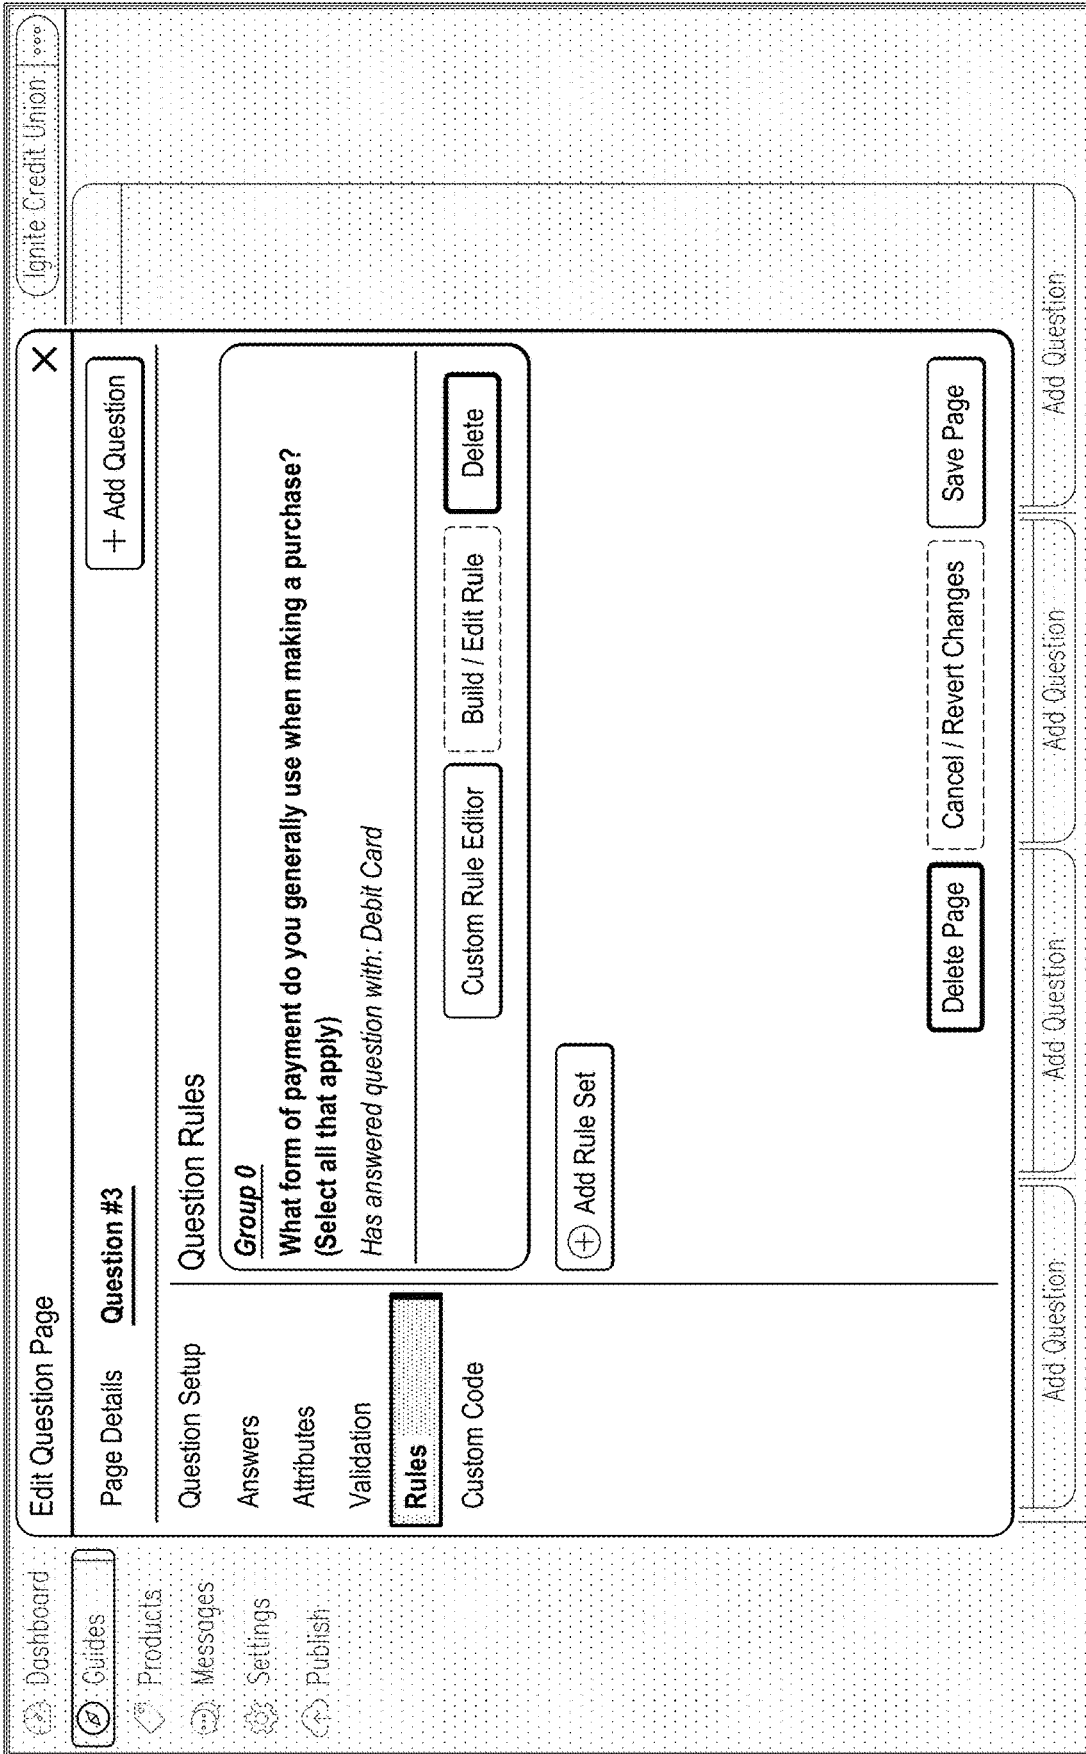 Dashboard
Guides
Products
Messages
Settings
Publish
Ignite Credit Union
Edit Question Page
X
Page Details
Question #3
+ Add Question
Question Setup
Answers
Attributes
Validation
Rules
Custom Code
Question Rules
Group 0
What form of payment do you generally use when making a purchase?
(Select all that apply)
Has answered question with: Debit Card
Custom Rule Editor
Build / Edit Rule
Delete
+ Add Rule Set
Delete Page
Cancel / Revert Changes
Save Page
Add Question
Add Question
Add Question
Add Question